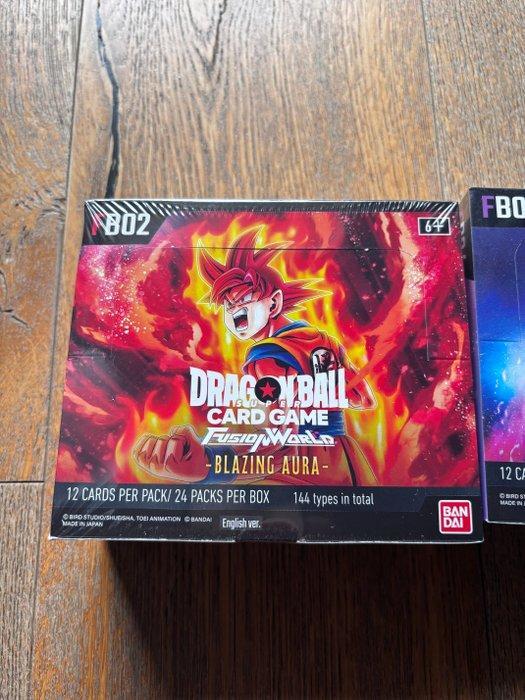 FB02
6+
DRAGON BALL
SUPER
CARD GAME
FUSION WORLD
-BLAZING AURA-
12 CARDS PER PACK/ 24 PACKS PER BOX
144 types in total
© BIRD STUDIO/SHUEISHA, TOEI ANIMATION © BANDAI
MADE IN JAPAN
English ver.
BAN
DAI
FB0
12 CA
© BIRD S
MADE IN J